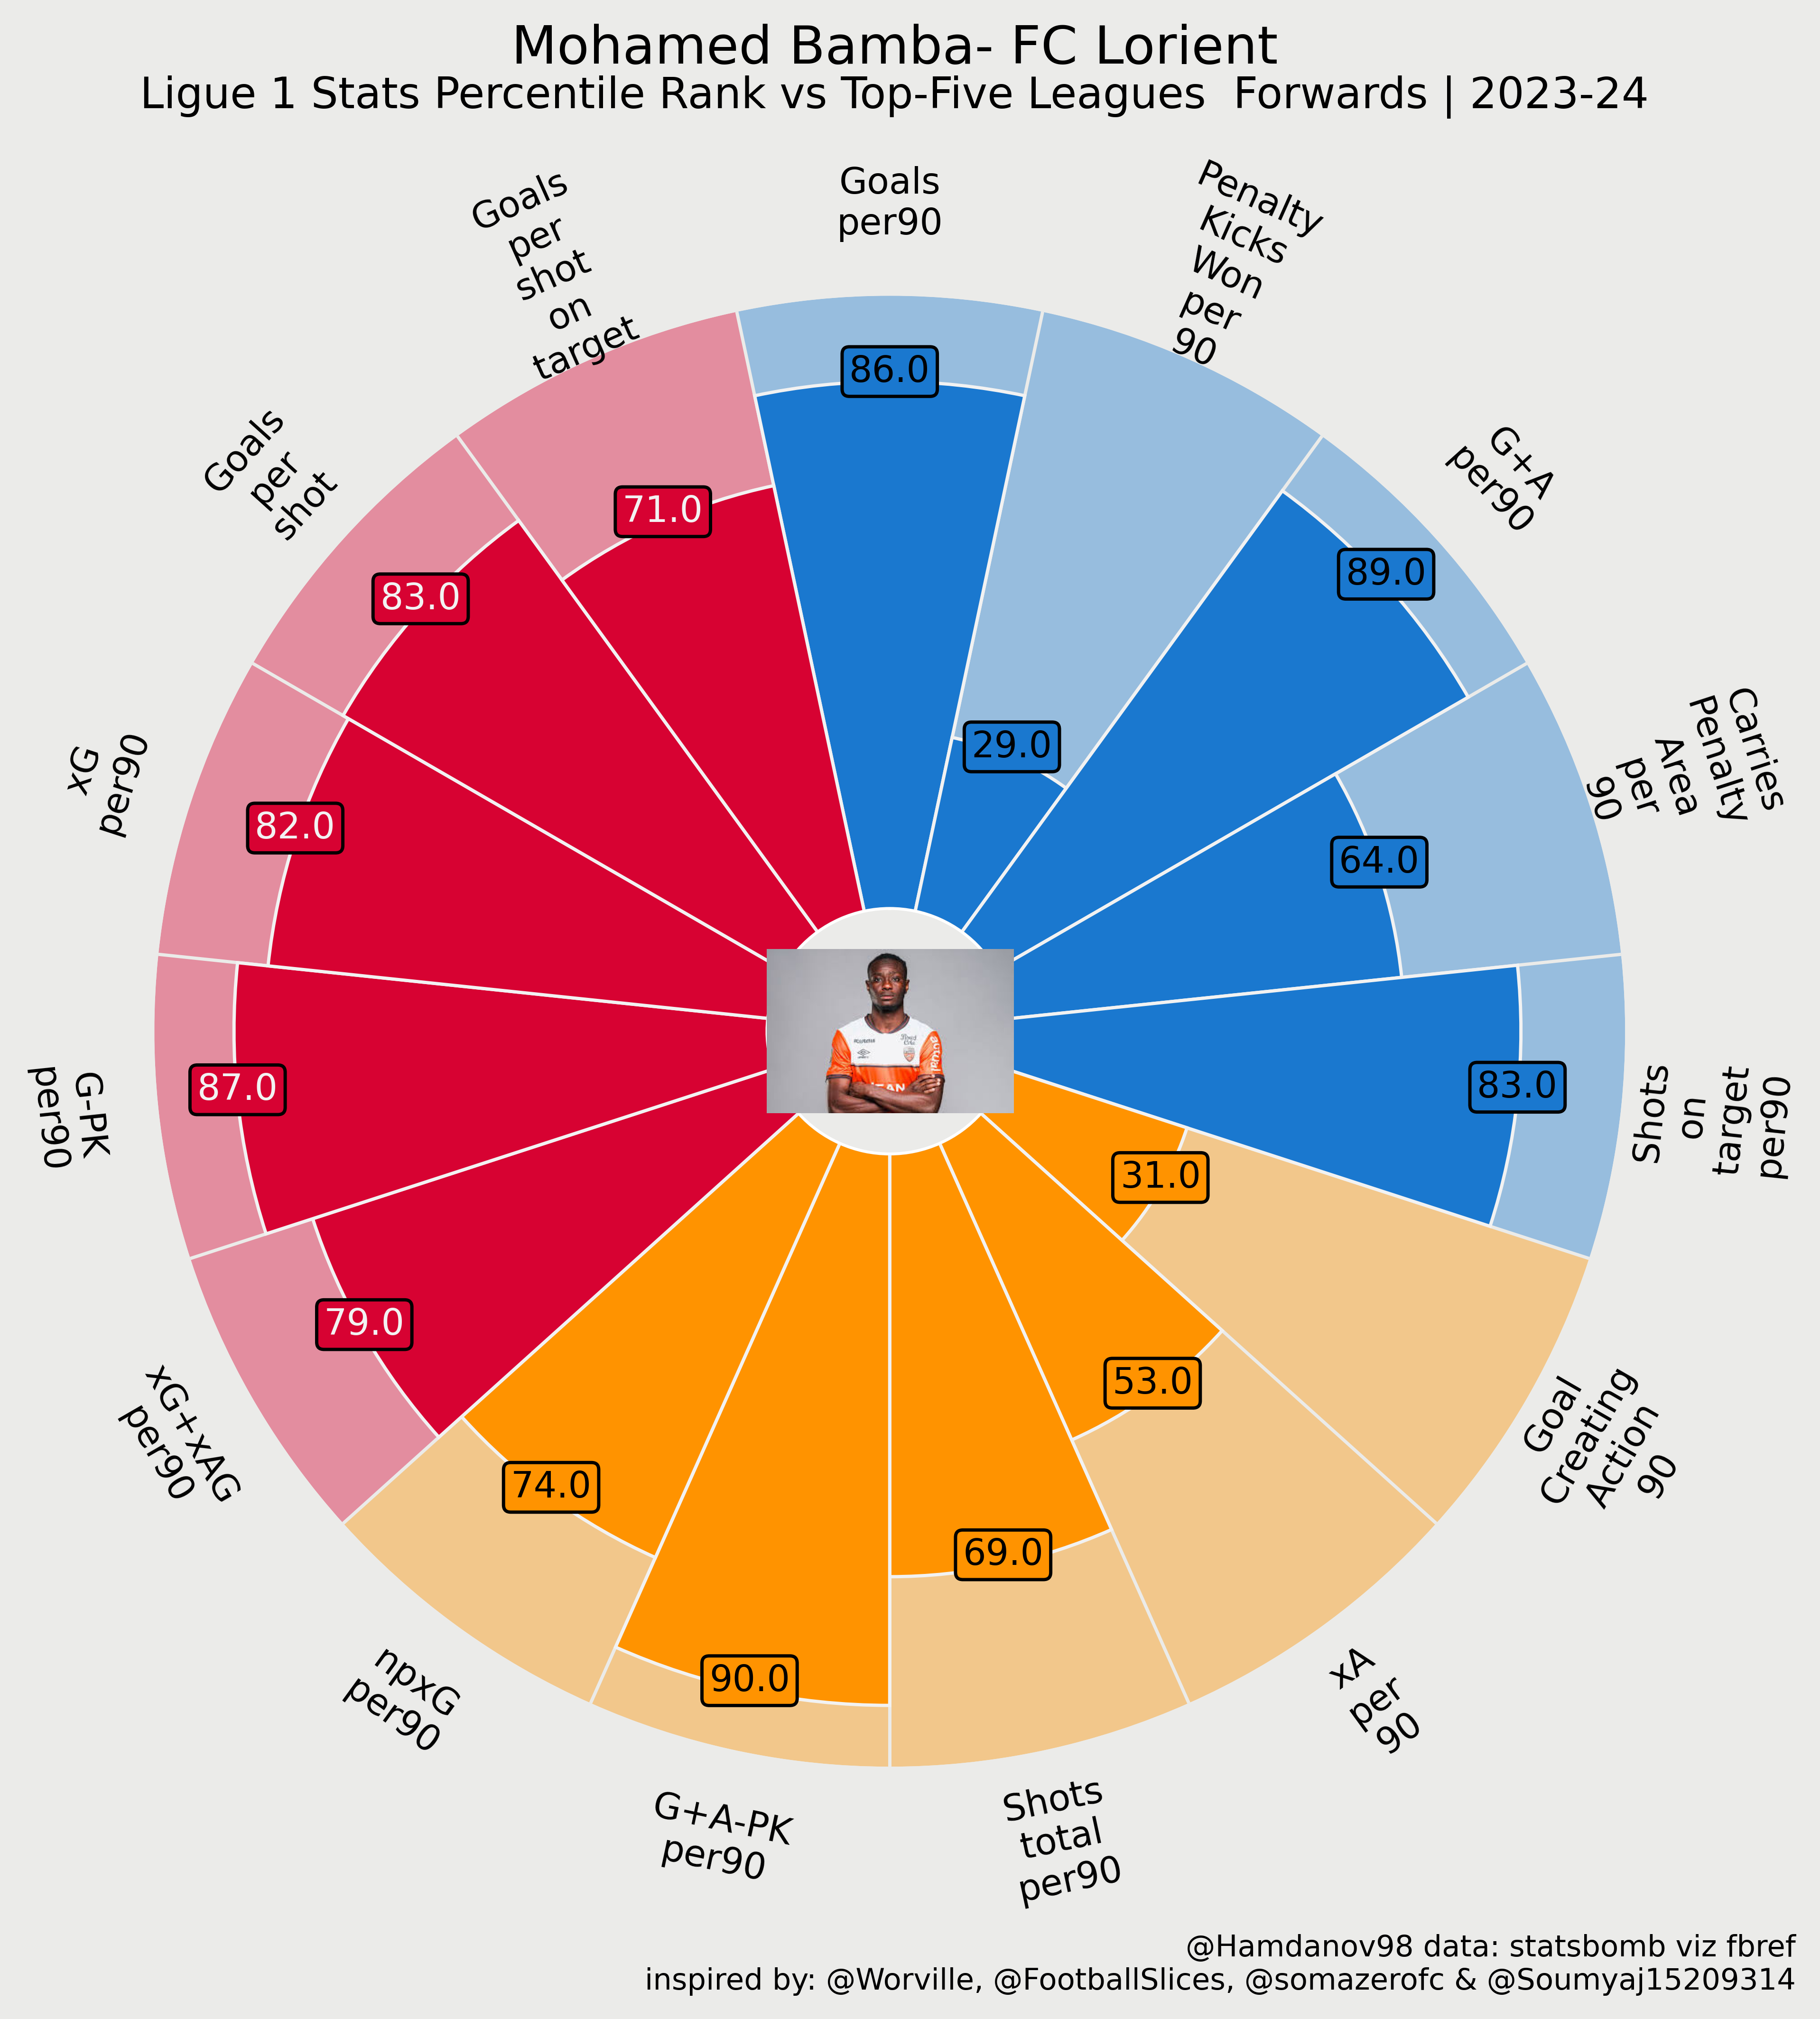 Mohamed Bamba- FC Lorient
Ligue 1 Stats Percentile Rank vs Top-Five Leagues  Forwards | 2023-24
Goals
per90
86.0
Penalty
Kicks
Won
per
90
29.0
G+A
per90
89.0
Carries
Penalty
Area
per
90
64.0
Shots
on
target
per90
83.0
Goal
Creating
Action
90
31.0
xA
per
90
53.0
Shots
total
per90
69.0
G+A-PK
per90
90.0
npxG
per90
74.0
xG+xAG
per90
79.0
G-PK
per90
87.0
xG
per90
82.0
Goals
per
shot
83.0
Goals
per
shot
on
target
71.0
@Hamdanov98 data: statsbomb viz fbref
inspired by: @Worville, @FootballSlices, @somazerofc & @Soumyaj15209314